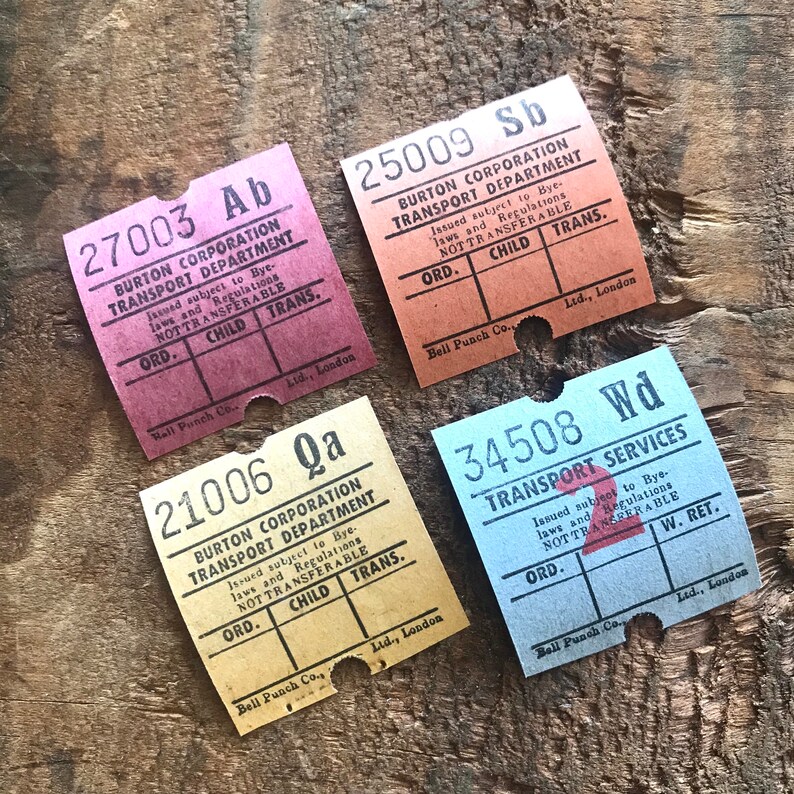 27003 Ab
BURTON CORPORATION
TRANSPORT DEPARTMENT
Issued subject to Bye-
laws and Regulations
NOT TRANSFERABLE
ORD. CHILD TRANS.
Bell Punch Co., Ltd., London
25009 Sb
BURTON CORPORATION
TRANSPORT DEPARTMENT
Issued subject to Bye-
laws and Regulations
NOT TRANSFERABLE
ORD. CHILD TRANS.
Bell Punch Co., Ltd., London
21006 Qa
BURTON CORPORATION
TRANSPORT DEPARTMENT
Issued subject to Bye-
laws and Regulations
NOT TRANSFERABLE
ORD. CHILD TRANS.
Bell Punch Co., Ltd., London
34508 Wd
TRANSPORT SERVICES
2
Issued subject to Bye-
laws and Regulations
NOT TRANSFERABLE
ORD. W. RET.
Bell Punch Co., Ltd., London